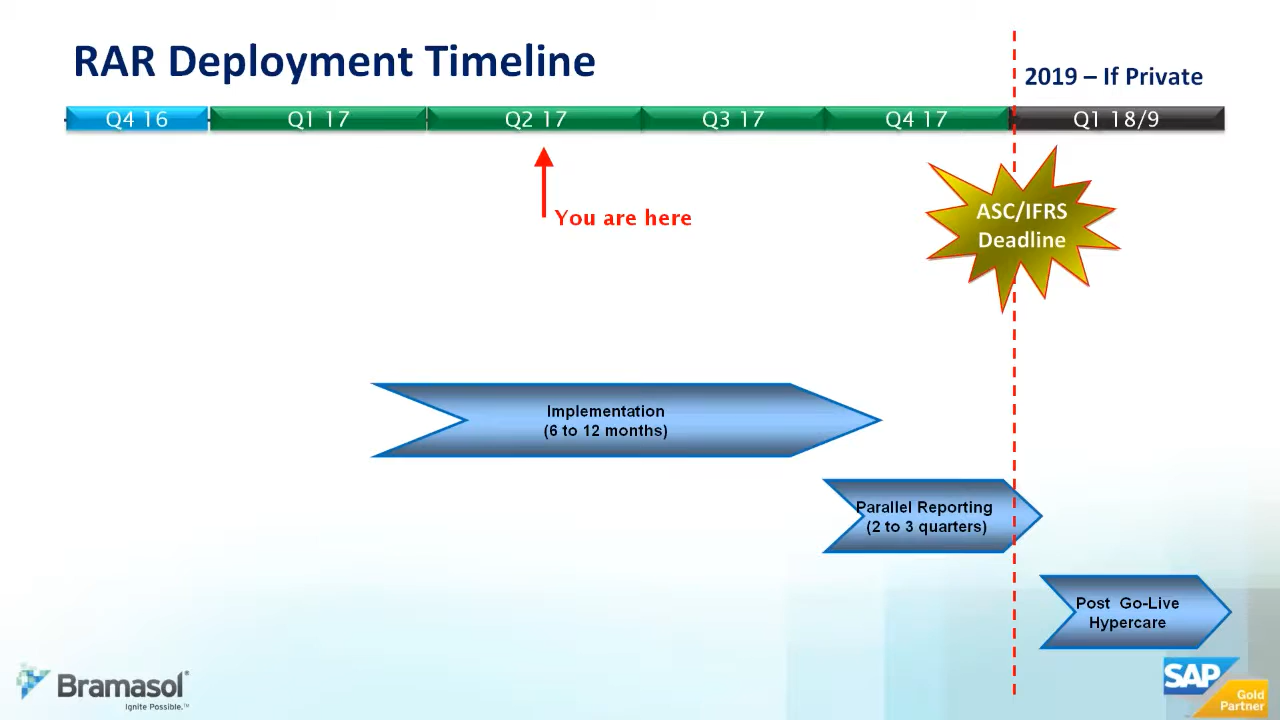 RAR Deployment Timeline
2019 – If Private
Q4 16
Q1 17
Q2 17
Q3 17
Q4 17
Q1 18/9
You are here
ASC/IFRS
Deadline
Implementation
(6 to 12 months)
Parallel Reporting
(2 to 3 quarters)
Post Go-Live
Hypercare
Bramasol®
Ignite Possible.™
SAP
Gold
Partner